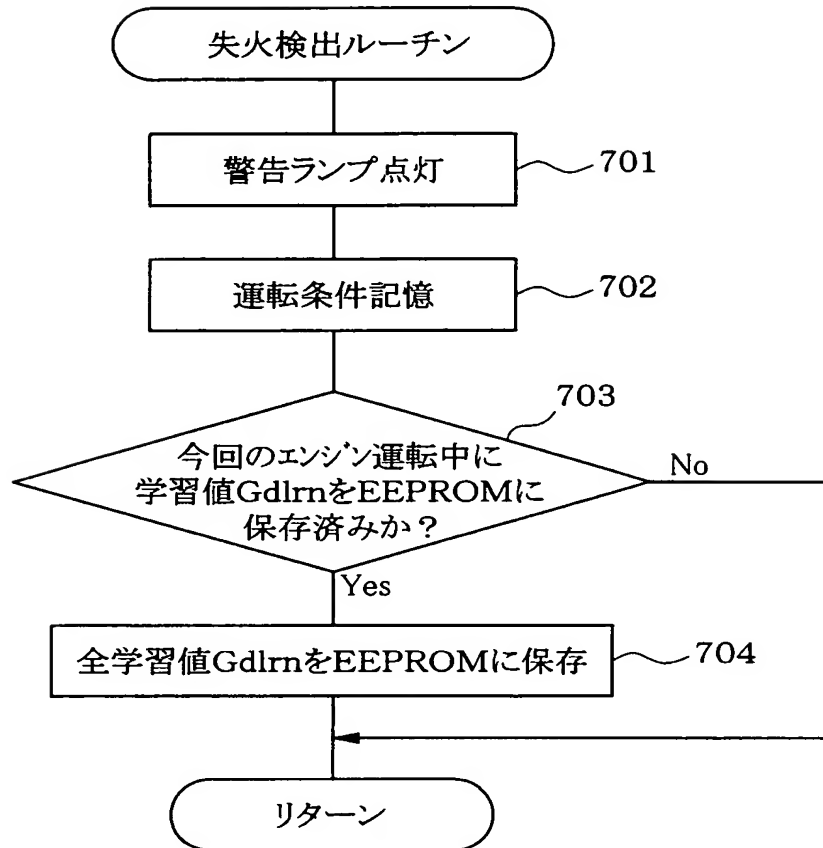 失火検出ルーチン
警告ランプ点灯
701
運転条件記憶
702
703
今回のエンジン運転中に
学習値GdlrnをEEPROMに
保存済みか？
No
Yes
全学習値GdlrnをEEPROMに保存
704
リターン